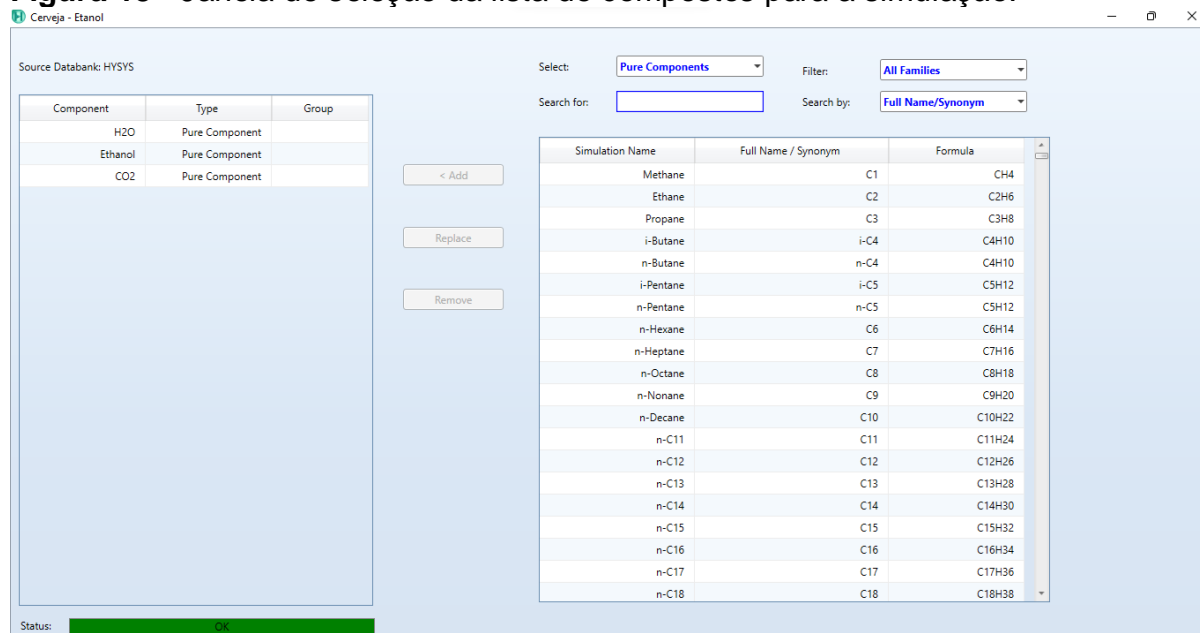 Figura 15 - Janela de seleção da lista de compostos para a simulação.
Cerveja - Etanol
Source Databank: HYSYS
Select: Pure Components Filter: All Families
Search for: Search by: Full Name/Synonym
Component Type Group
H2O Pure Component
Ethanol Pure Component
CO2 Pure Component
< Add
Replace
Remove
Simulation Name Full Name / Synonym Formula
Methane C1 CH4
Ethane C2 C2H6
Propane C3 C3H8
i-Butane i-C4 C4H10
n-Butane n-C4 C4H10
i-Pentane i-C5 C5H12
n-Pentane n-C5 C5H12
n-Hexane C6 C6H14
n-Heptane C7 C7H16
n-Octane C8 C8H18
n-Nonane C9 C9H20
n-Decane C10 C10H22
n-C11 C11 C11H24
n-C12 C12 C12H26
n-C13 C13 C13H28
n-C14 C14 C14H30
n-C15 C15 C15H32
n-C16 C16 C16H34
n-C17 C17 C17H36
n-C18 C18 C18H38
Status: OK